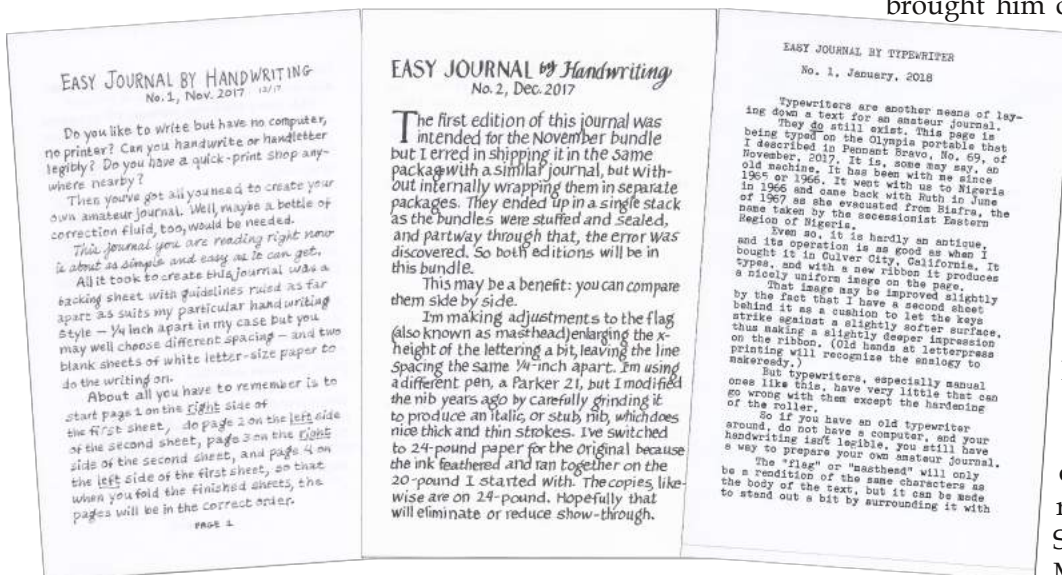 brought him
EASY JOURNAL BY HANDWRITING
No. 1, Nov. 2017 12/17
Do you like to write but have no computer,
no printer? Can you handwrite or handletter
legibly? Do you have a quick-print shop any-
where nearby?
Then you've got all you need to create your
own amateur journal. Well, maybe a bottle of
correction fluid, too, would be needed.
This journal you are reading right now
is about as simple and easy as it can get.
All it took to create this journal was a
backing sheet with guidelines ruled as far
apart as suits my particular handwriting
style — 1/4 inch apart in my case but you
may well choose different spacing — and two
blank sheets of white letter-size paper to
do the writing on.
About all you have to remember is to
start page 1 on the right side of
the first sheet, do page 2 on the left side
of the second sheet, page 3 on the right
side of the second sheet, and page 4 on
the left side of the first sheet, so that
when you fold the finished sheets, the
pages will be in the correct order.
PAGE 1
EASY JOURNAL by Handwriting
No. 2, Dec. 2017
The first edition of this journal was
intended for the November bundle
but I erred in shipping it in the same
package with a similar journal, but with-
out internally wrapping them in separate
packages. They ended up in a single stack
as the bundles were stuffed and sealed,
and partway through that, the error was
discovered. So both editions will be in
this bundle.
This may be a benefit: you can compare
them side by side.
Im making adjustments to the flag
(also known as masthead) enlarging the x-
height of the lettering a bit, leaving the line
spacing the same 1/4-inch apart. Im using
a different pen, a Parker 21, but I modified
the nib years ago by carefully grinding it
to produce an italic, or stub, nib, which does
nice thick and thin strokes. I've switched
to 24-pound paper for the original because
the ink feathered and ran together on the
20-pound I started with. The copies, like-
wise are on 24-pound. Hopefully that
will eliminate or reduce show-through.
EASY JOURNAL BY TYPEWRITER
No. 1, January, 2018
Typewriters are another means of lay-
ing down a text for an amateur journal.
They do still exist. This page is
being typed on the Olympia portable that
I described in Pennant Bravo, No. 69, of
November, 2017. It is, some may say, an
old machine. It has been with me since
1965 or 1966. It went with us to Nigeria
in 1966 and came back with Ruth in June
of 1967 as she evacuated from Biafra, the
name taken by the secessionist Eastern
Region of Nigeria.
Even so, it is hardly an antique,
and its operation is as good as when I
bought it in Culver City, California. It
types, and with a new ribbon it produces
a nicely uniform image on the page.
That image may be improved slightly
by the fact that I have a second sheet
behind it as a cushion to let the keys
strike against a slightly softer surface,
thus making a slightly deeper impression
on the ribbon. (Old hands at letterpress
printing will recognize the analogy to
makeready.)
But typewriters, especially manual
ones like this, have very little that can
go wrong with them except the hardening
of the roller.
So if you have an old typewriter
around, do not have a computer, and your
handwriting isn't legible, you still have
a way to prepare your own amateur journal.
The "flag" or "masthead" will only
be a rendition of the same characters as
the body of the text, but it can be made
to stand out a bit by surrounding it with